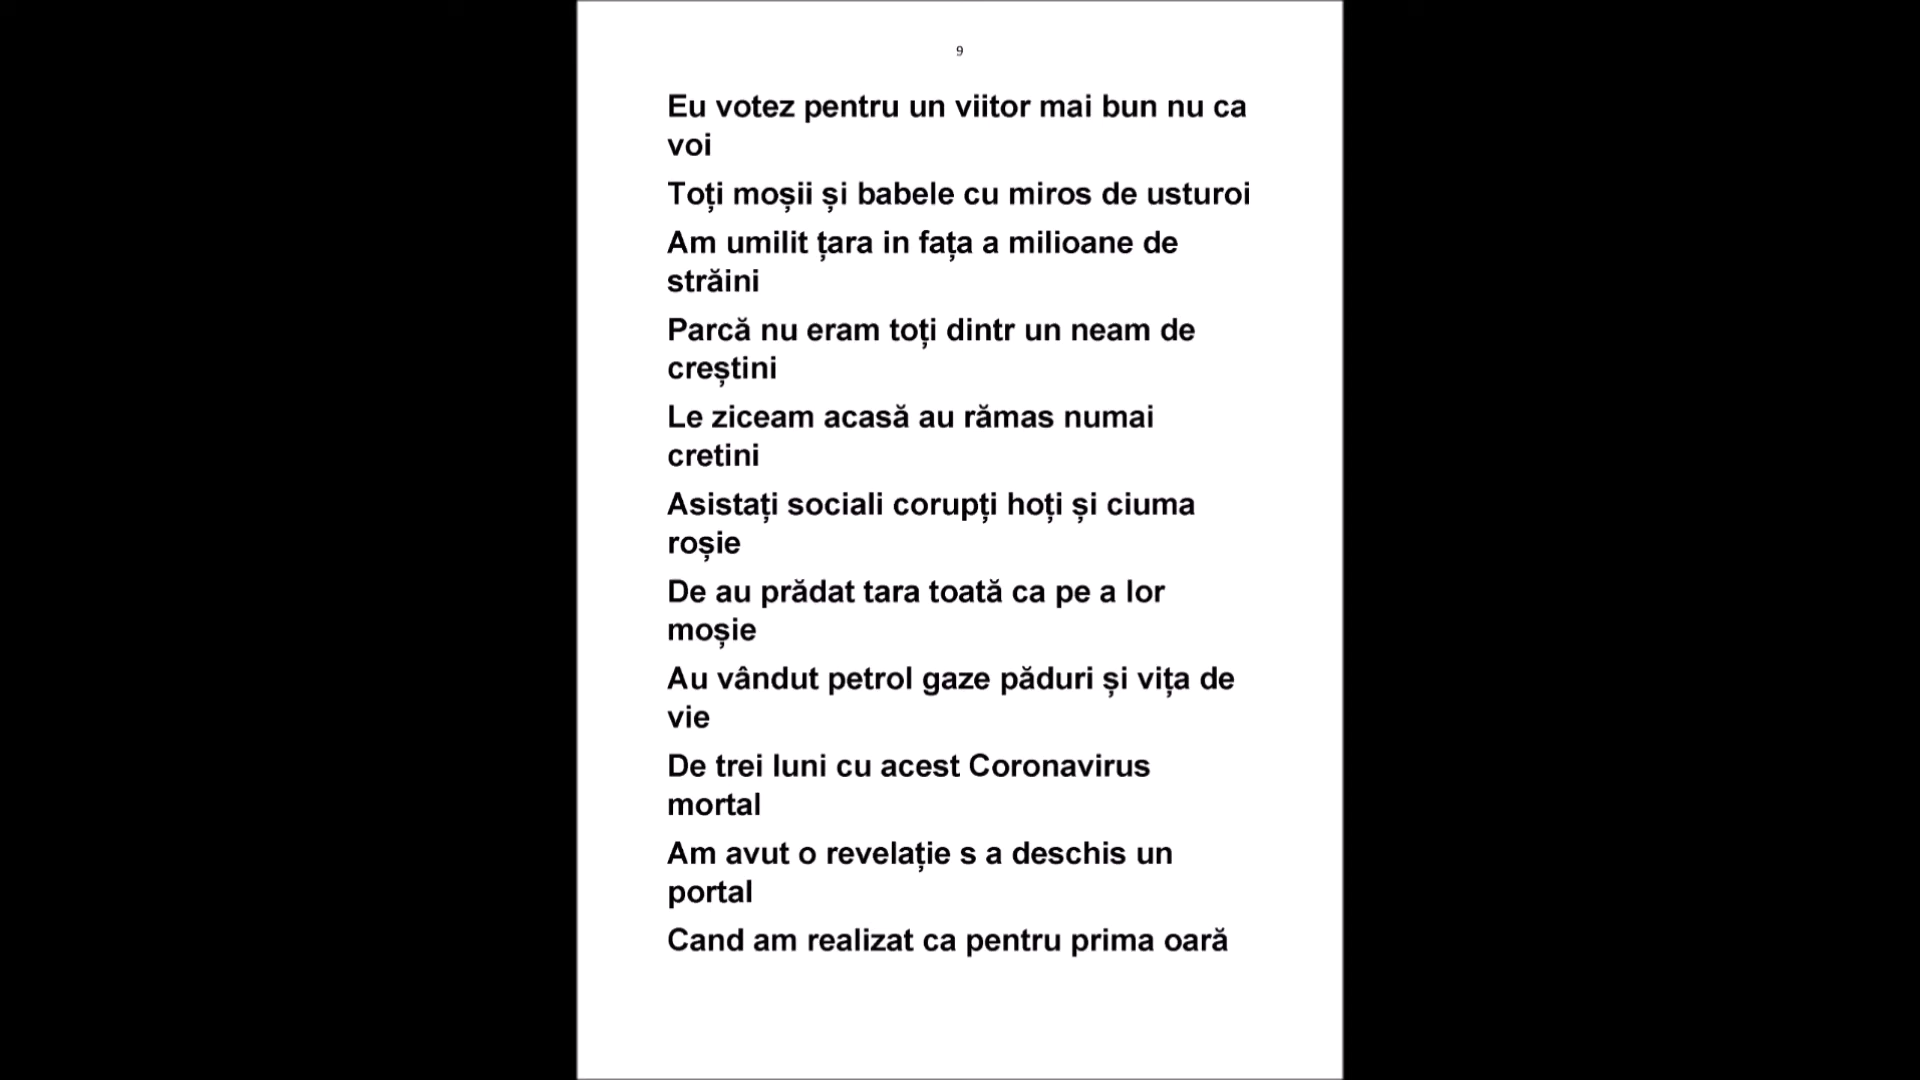 9
Eu votez pentru un viitor mai bun nu ca
voi
Toți moșii și babele cu miros de usturoi
Am umilit țara in fața a milioane de
străini
Parcă nu eram toți dintr un neam de
creștini
Le ziceam acasă au rămas numai
cretini
Asistați sociali corupți hoți și ciuma
roșie
De au prădat tara toată ca pe a lor
moșie
Au vândut petrol gaze păduri și vița de
vie
De trei luni cu acest Coronavirus
mortal
Am avut o revelație s a deschis un
portal
Cand am realizat ca pentru prima oară